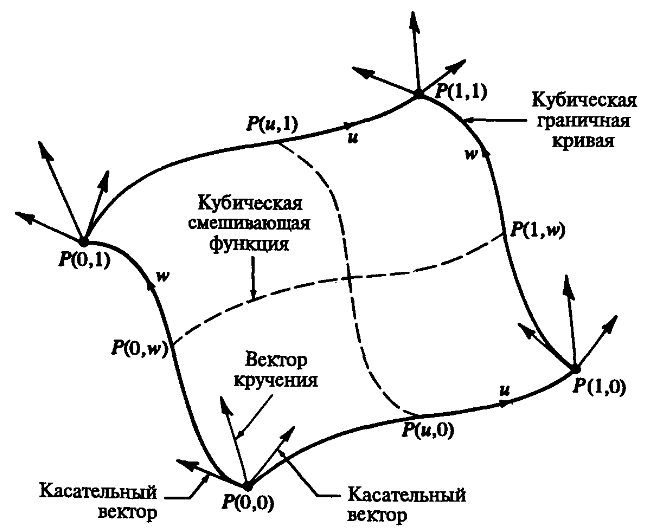 P(1,1)
Кубическая
граничная
кривая
P(u,1)
u
w
Кубическая
смешивающая
функция
P(1,w)
P(0,1)
w
P(0,w)
Вектор
кручения
u
P(1,0)
P(u,0)
Касательный
вектор
P(0,0)
Касательный
вектор